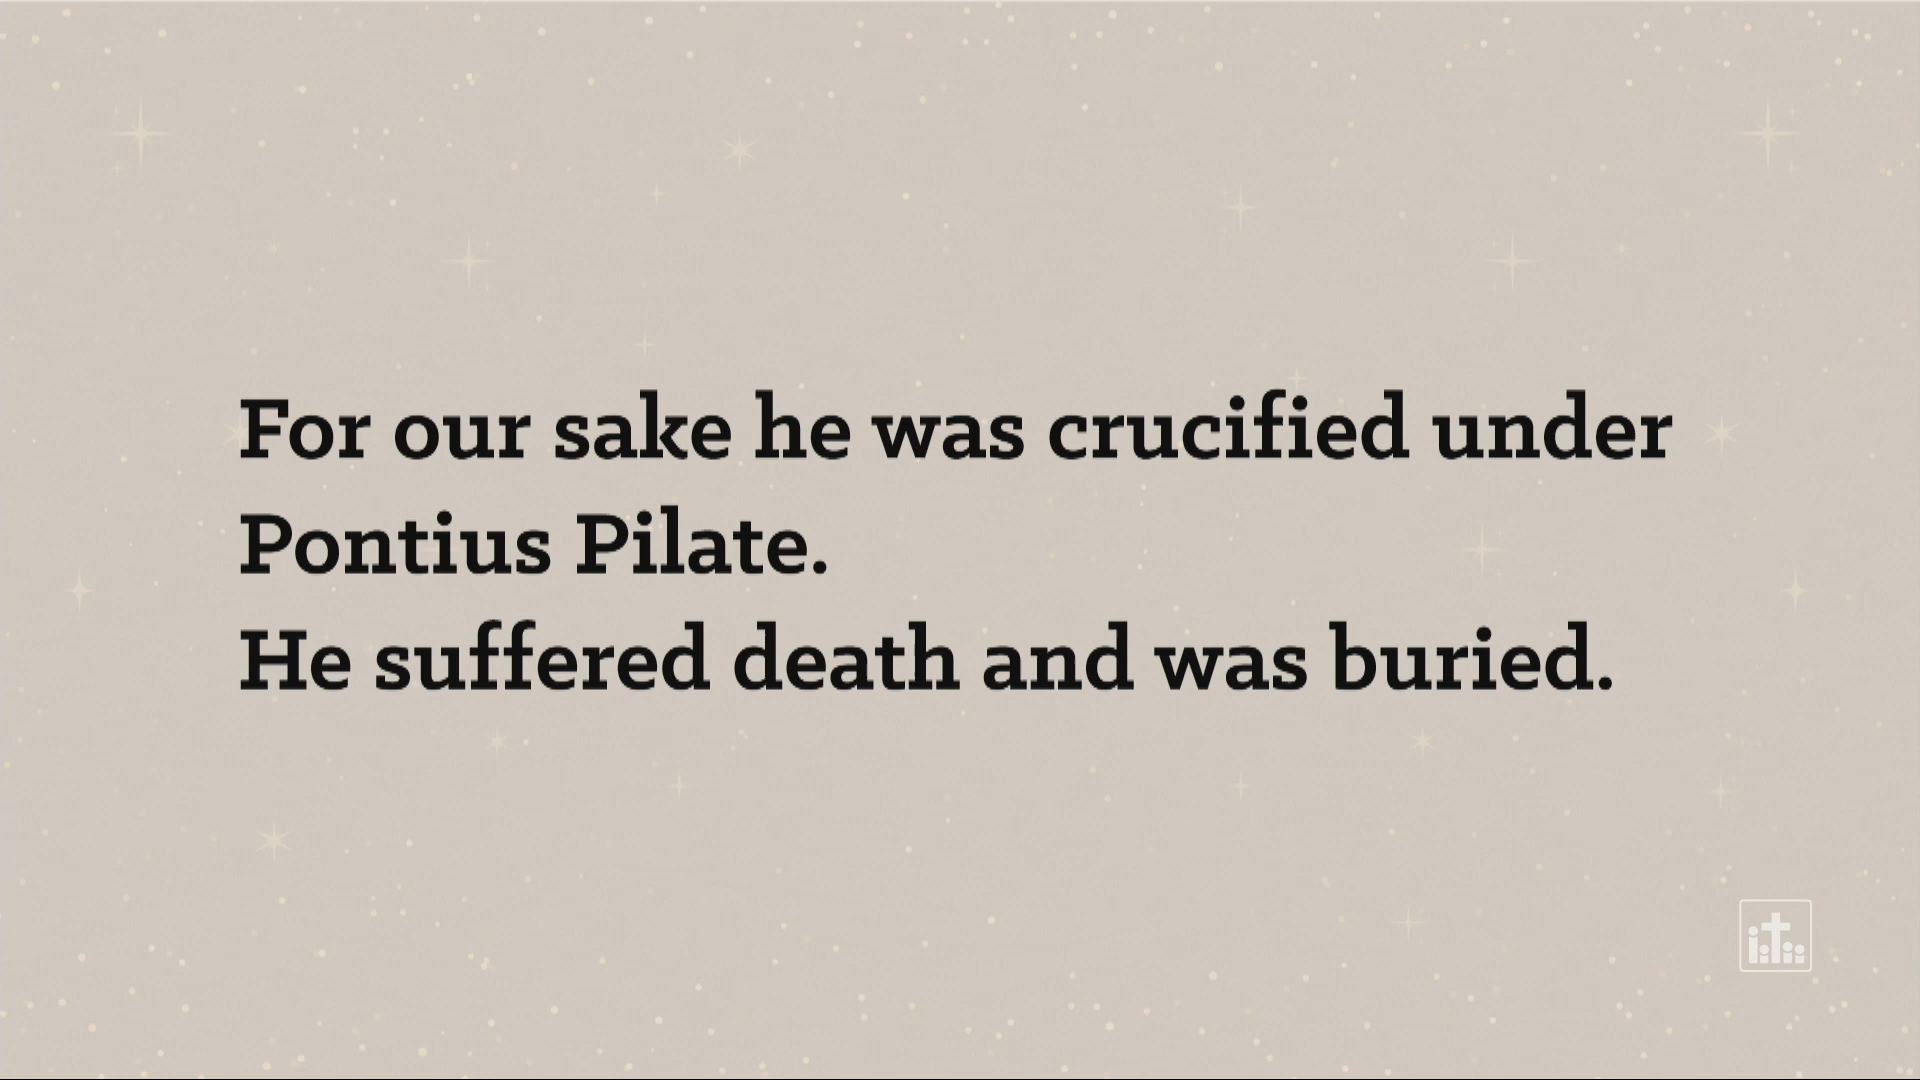 For our sake he was crucified under
Pontius Pilate.
He suffered death and was buried.